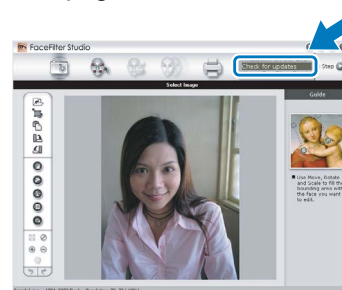 FaceFilter Studio
Check for updates
Step
Select Image
Guide
Use Move, Rotate
and Scale to fill the
bounding area with
the face you want
to edit.